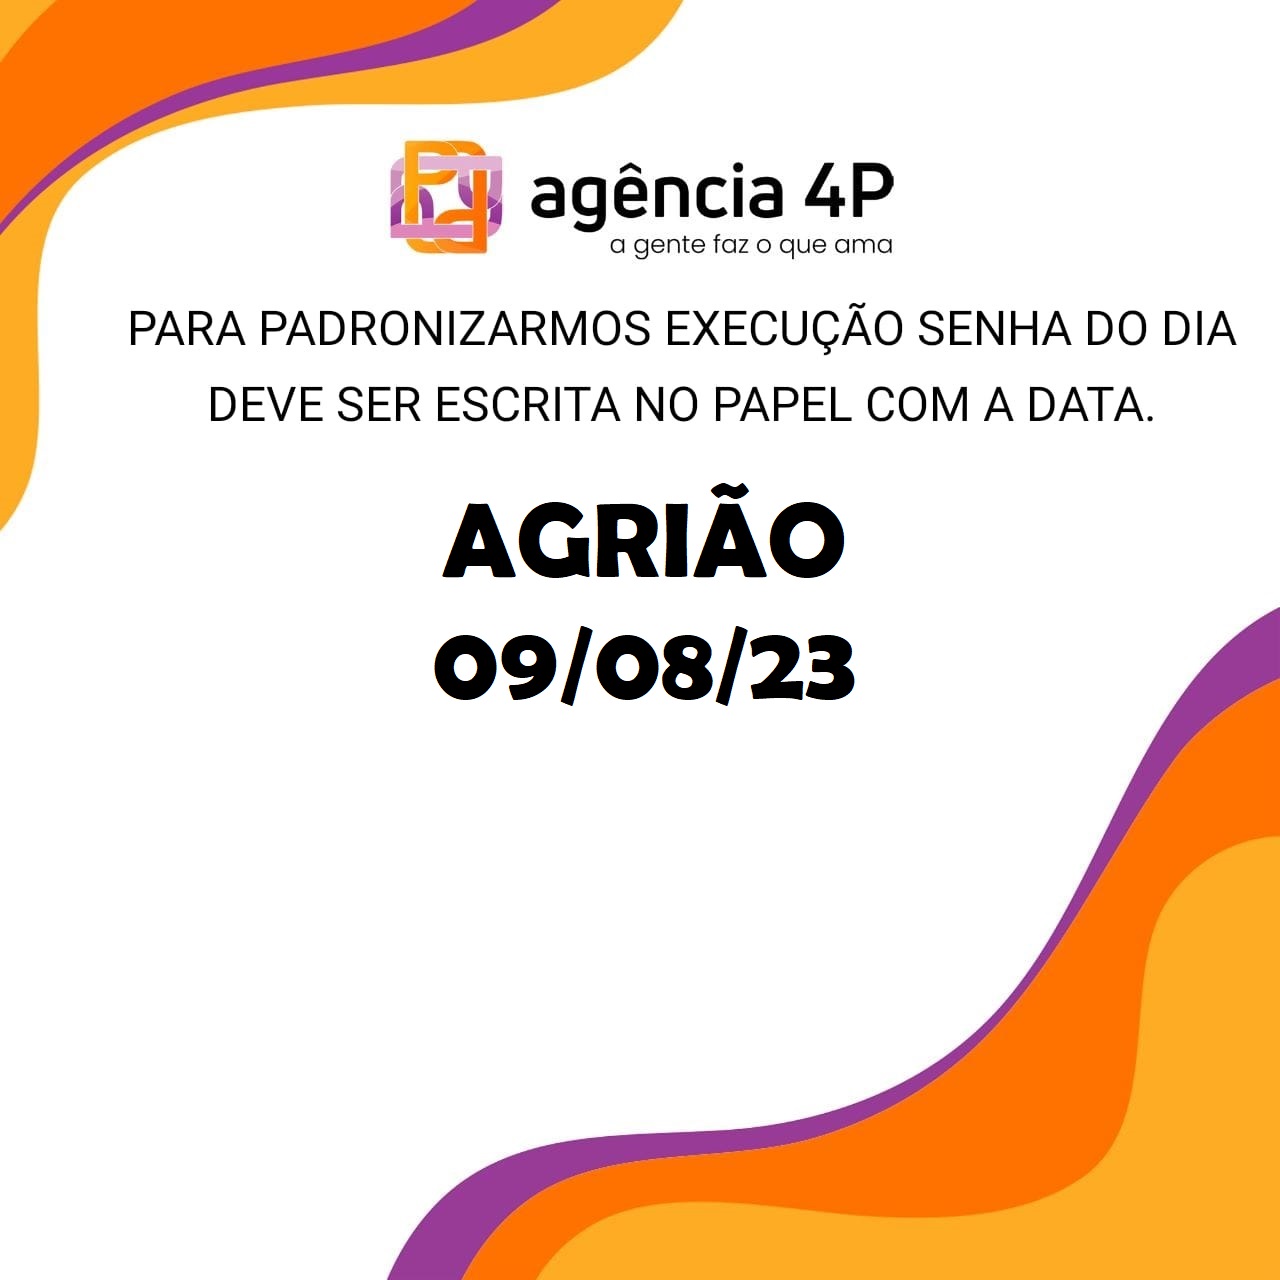 agência 4P
a gente faz o que ama
PARA PADRONIZARMOS EXECUÇÃO SENHA DO DIA
DEVE SER ESCRITA NO PAPEL COM A DATA.
AGRIÃO
09/08/23